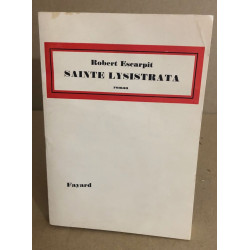 Robert Escarpit
SAINTE LYSISTRATA
roman
Fayard